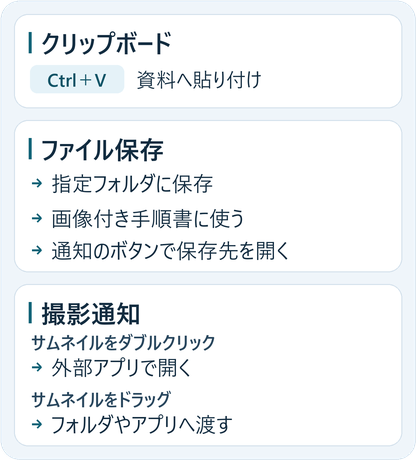 クリップボード
Ctrl＋V 資料へ貼り付け
ファイル保存
→ 指定フォルダに保存
→ 画像付き手順書に使う
→ 通知のボタンで保存先を開く
撮影通知
サムネイルをダブルクリック
→ 外部アプリで開く
サムネイルをドラッグ
→ フォルダやアプリへ渡す